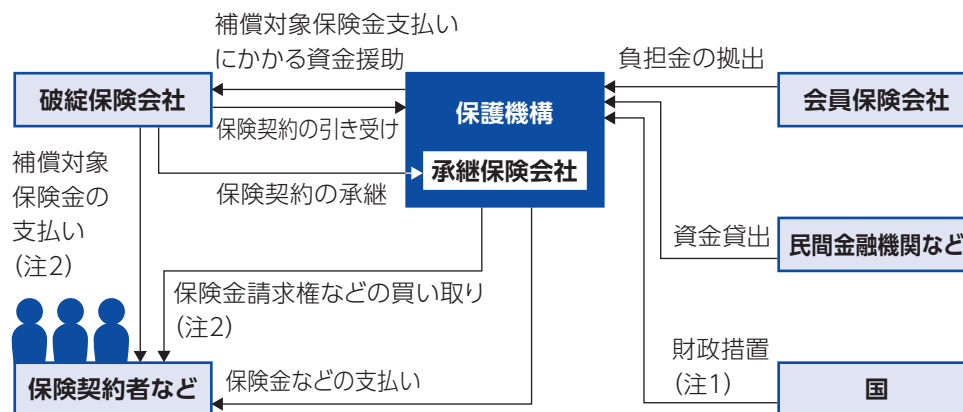 補償対象保険金支払い
にかかる資金援助
負担金の拠出
破綻保険会社
保護機構
会員保険会社
保険契約の引き受け
承継保険会社
補償対象
保険金の
支払い
(注2)
保険契約の承継
資金貸出
民間金融機関など
保険金請求権などの買い取り
(注2)
財政措置
(注1)
保険契約者など
保険金などの支払い
国